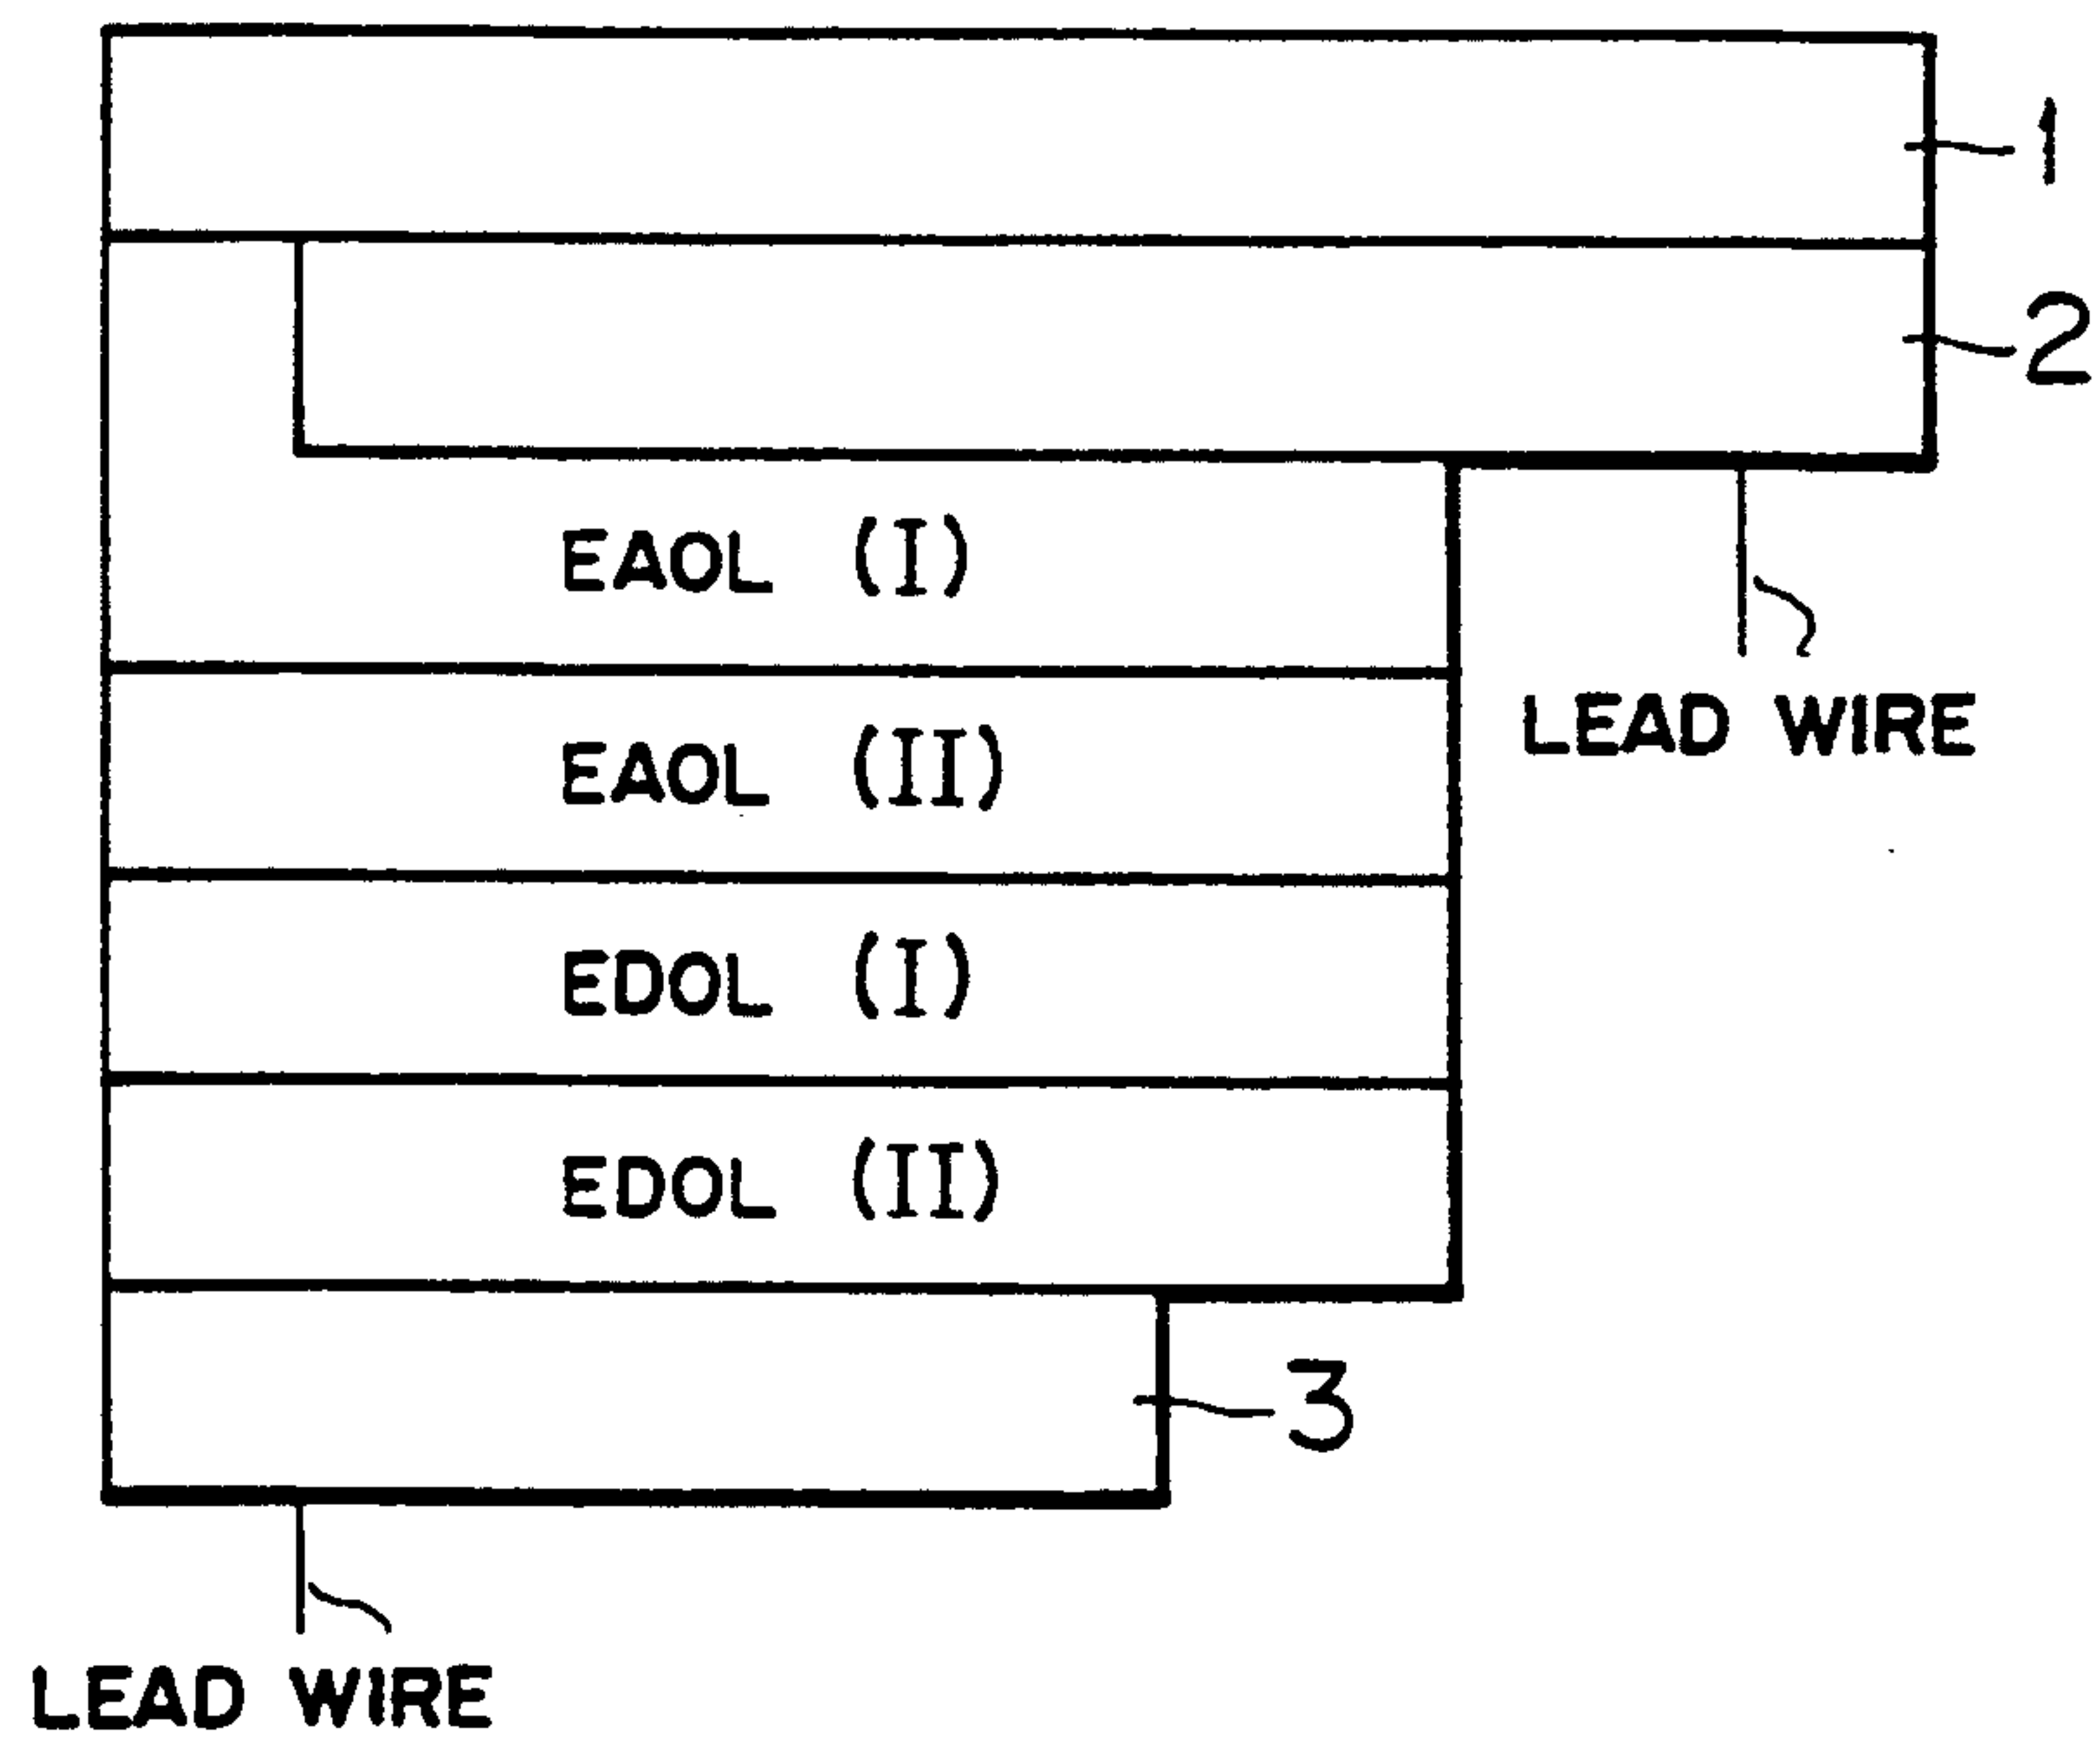 1
2
EAOL (I)
EAOL (II)
LEAD WIRE
EDOL (I)
EDOL (II)
3
LEAD WIRE